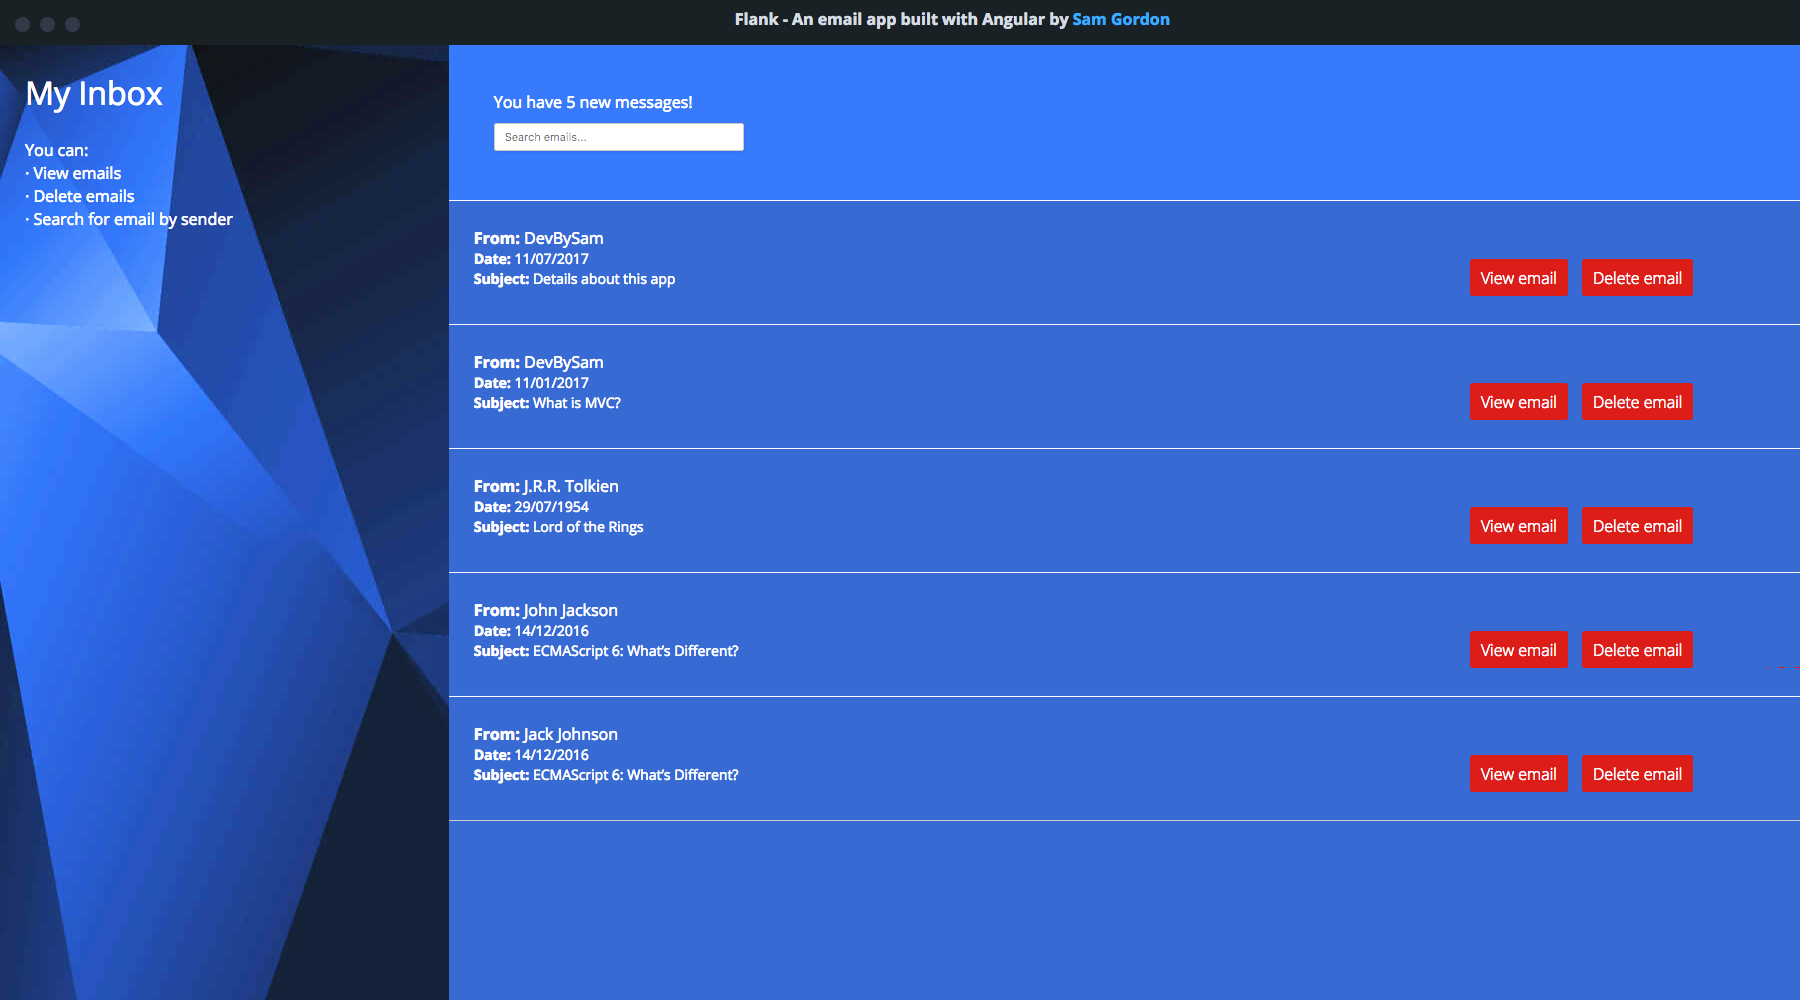 Flank - An email app built with Angular by Sam Gordon
My Inbox
You can:
· View emails
· Delete emails
· Search for email by sender
You have 5 new messages!
Search emails...
From: DevBySam
Date: 11/07/2017
Subject: Details about this app
View email Delete email
From: DevBySam
Date: 11/01/2017
Subject: What is MVC?
View email Delete email
From: J.R.R. Tolkien
Date: 29/07/1954
Subject: Lord of the Rings
View email Delete email
From: John Jackson
Date: 14/12/2016
Subject: ECMAScript 6: What's Different?
View email Delete email
From: Jack Johnson
Date: 14/12/2016
Subject: ECMAScript 6: What's Different?
View email Delete email